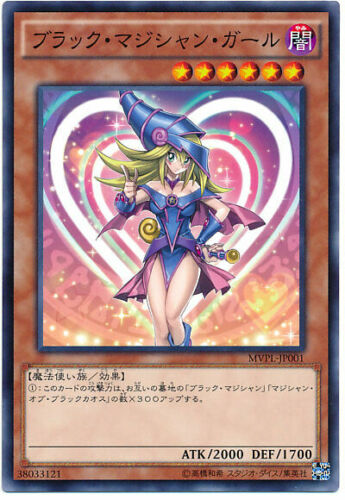 ブラック・マジシャン・ガール
闇
MVPL-JP001
【魔法使い族/効果】
①:このカードの攻撃力は、お互いの墓地の「ブラック・マジシャン」「マジシャン・
オブ・ブラックカオス」の数×300アップする。
ATK/2000 DEF/1700
38033121
©高橋和希 スタジオ・ダイス/集英社